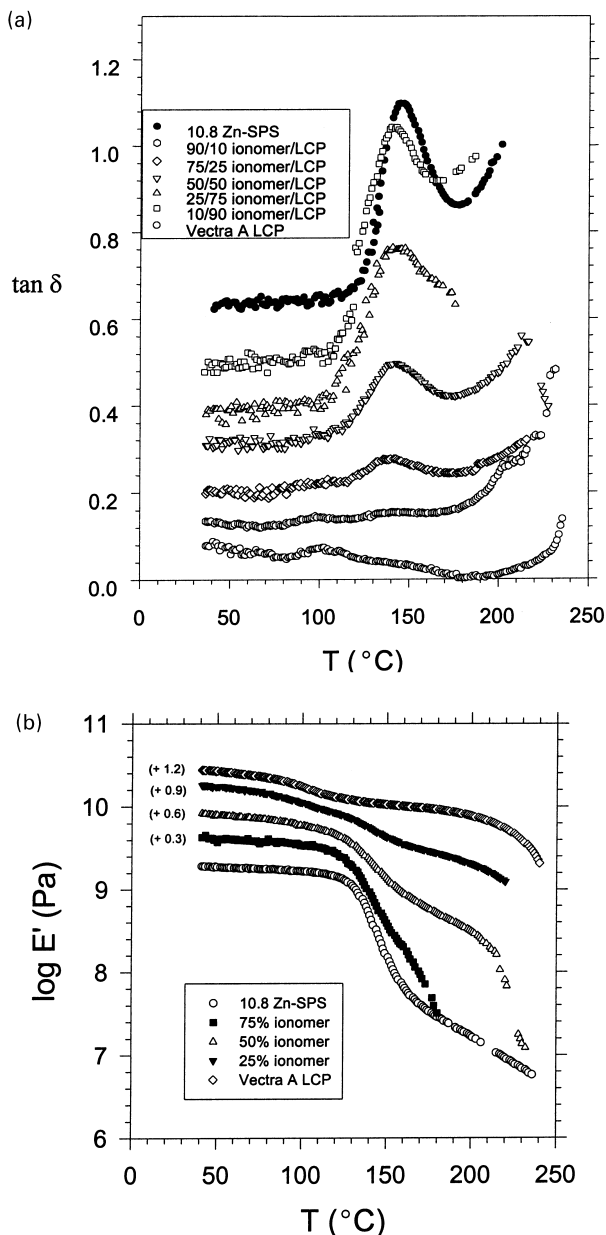 (a)
1.2
1.0
0.8
0.6
0.4
0.2
0.0
tan δ
10.8 Zn-SPS
90/10 ionomer/LCP
75/25 ionomer/LCP
50/50 ionomer/LCP
25/75 ionomer/LCP
10/90 ionomer/LCP
Vectra A LCP
0 50 100 150 200 250
T (°C)
(b)
11
10
9
8
7
6
log E' (Pa)
(+ 1.2)
(+ 0.9)
(+ 0.6)
(+ 0.3)
10.8 Zn-SPS
75% ionomer
50% ionomer
25% ionomer
Vectra A LCP
0 50 100 150 200 250
T (°C)